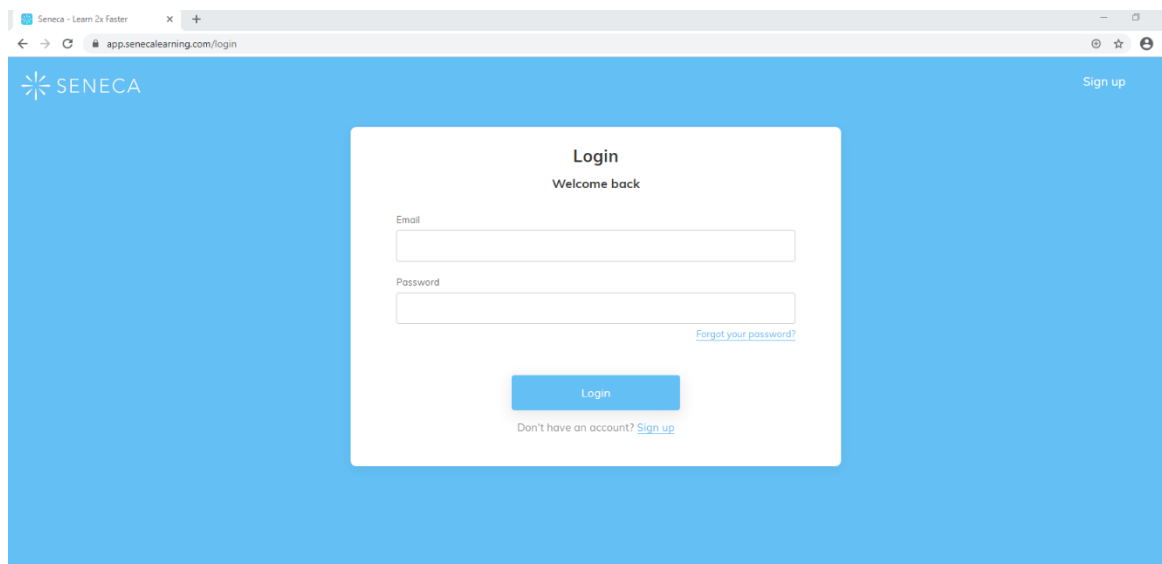 Seneca - Learn 2x Faster
app.senecalearning.com/login
SENECA
Sign up
Login
Welcome back
Email
Password
Forgot your password?
Login
Don't have an account? Sign up